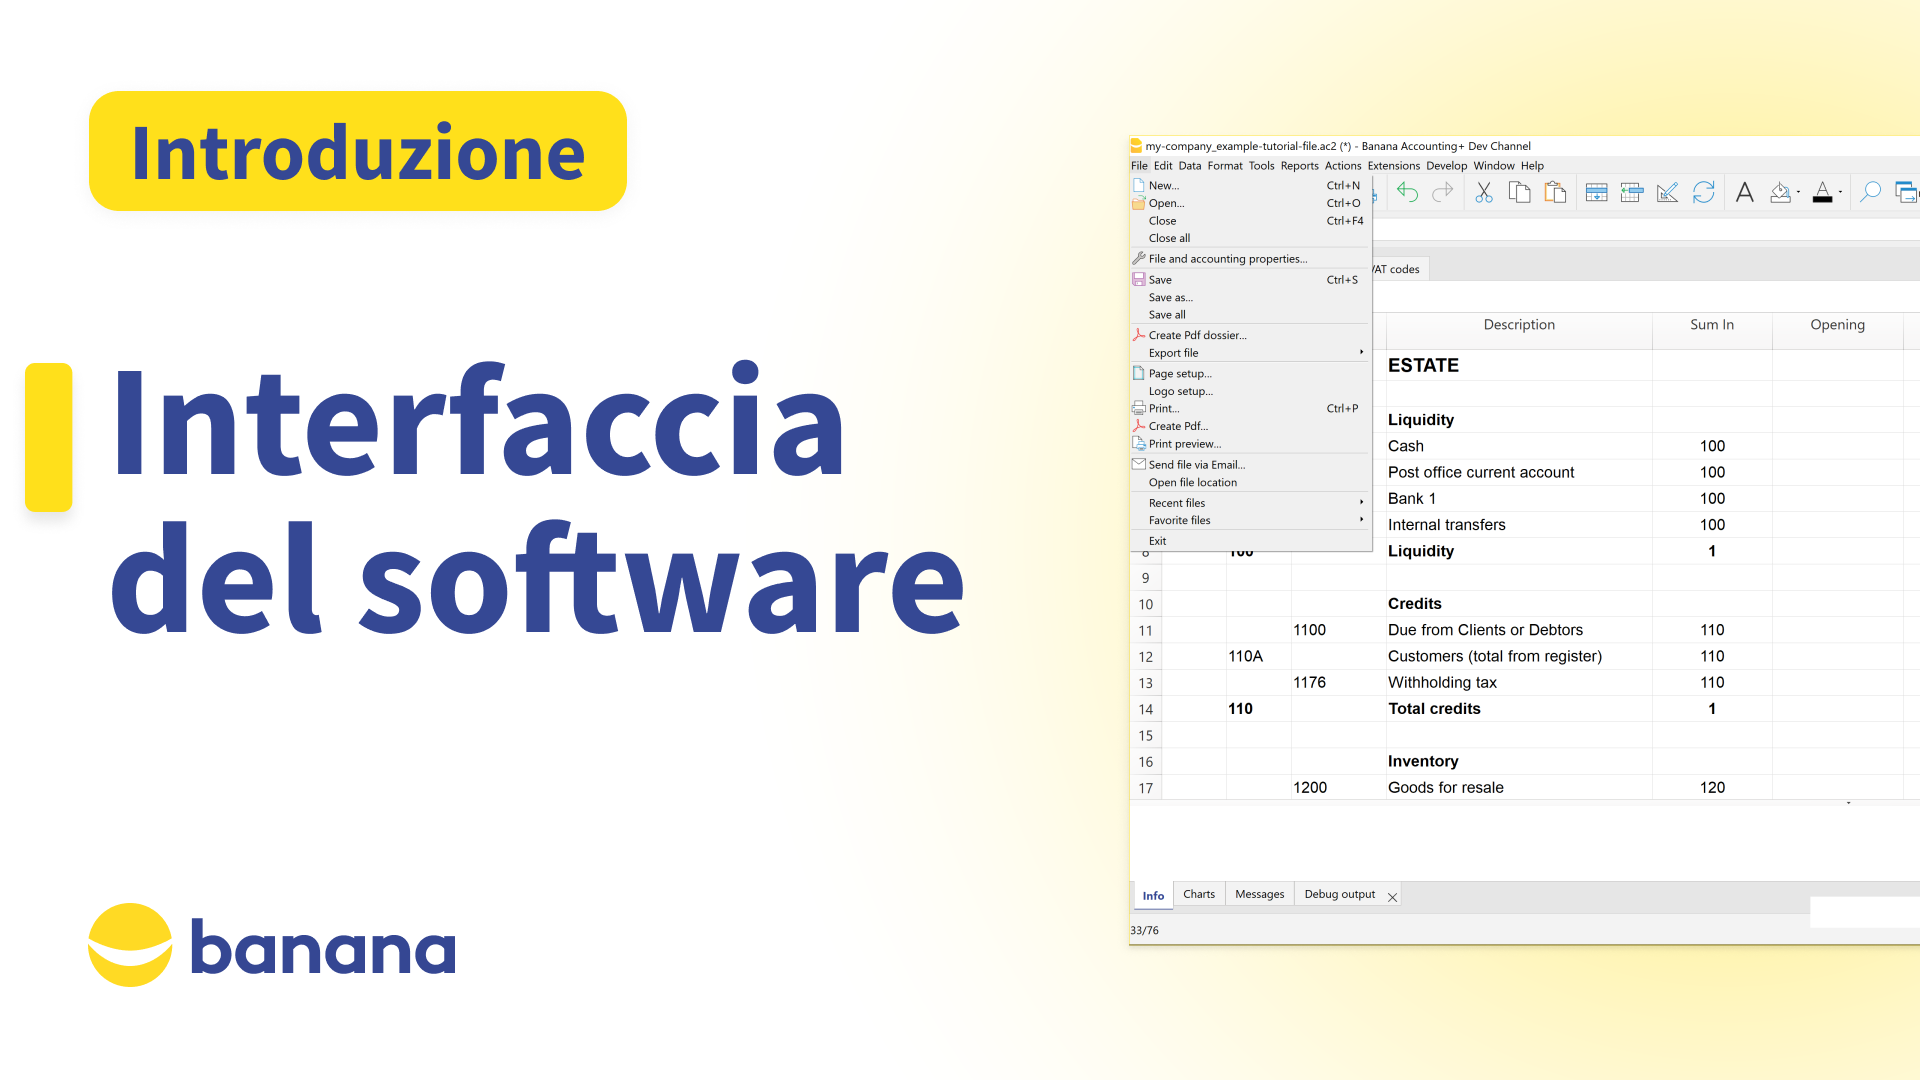 Introduzione
Interfaccia
del software
banana
my-company_example-tutorial-file.ac2 (*) - Banana Accounting+ Dev Channel
File Edit Data Format Tools Reports Actions Extensions Develop Window Help
New... Ctrl+N
Open... Ctrl+O
Close Ctrl+F4
Close all
File and accounting properties...
Save Ctrl+S
Save as...
Save all
Create Pdf dossier...
Export file
Page setup...
Logo setup...
Print... Ctrl+P
Create Pdf...
Print preview...
Send file via Email...
Open file location
Recent files
Favorite files
Exit
VAT codes
Description Sum In Opening
ESTATE
Liquidity
Cash 100
Post office current account 100
Bank 1 100
Internal transfers 100
8 100 Liquidity 1
9
10 Credits
11 1100 Due from Clients or Debtors 110
12 110A Customers (total from register) 110
13 1176 Withholding tax 110
14 110 Total credits 1
15
16 Inventory
17 1200 Goods for resale 120
Info Charts Messages Debug output
33/76